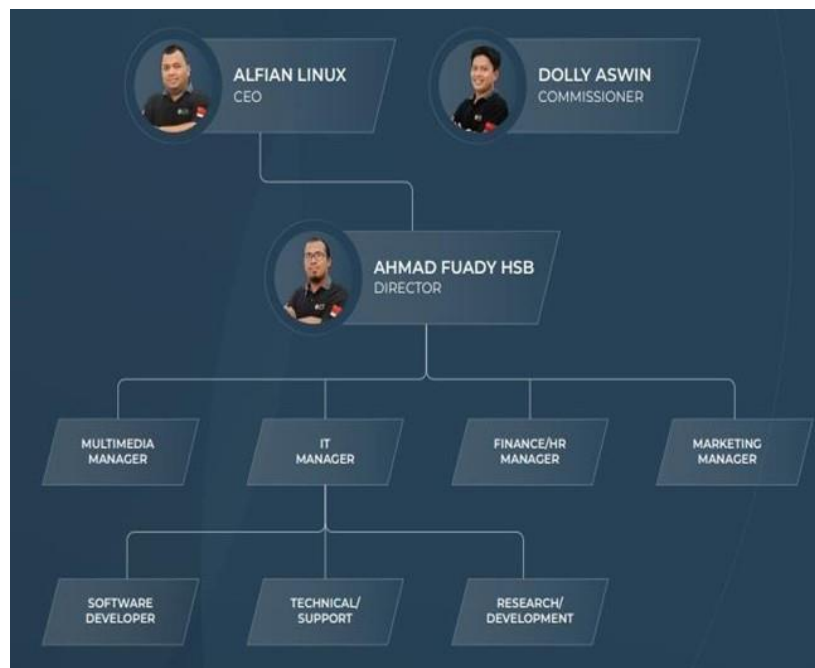 ALFIAN LINUX
CEO
DOLLY ASWIN
COMMISSIONER
AHMAD FUADY HSB
DIRECTOR
MULTIMEDIA
MANAGER
IT
MANAGER
FINANCE/HR
MANAGER
MARKETING
MANAGER
SOFTWARE
DEVELOPER
TECHNICAL/
SUPPORT
RESEARCH/
DEVELOPMENT